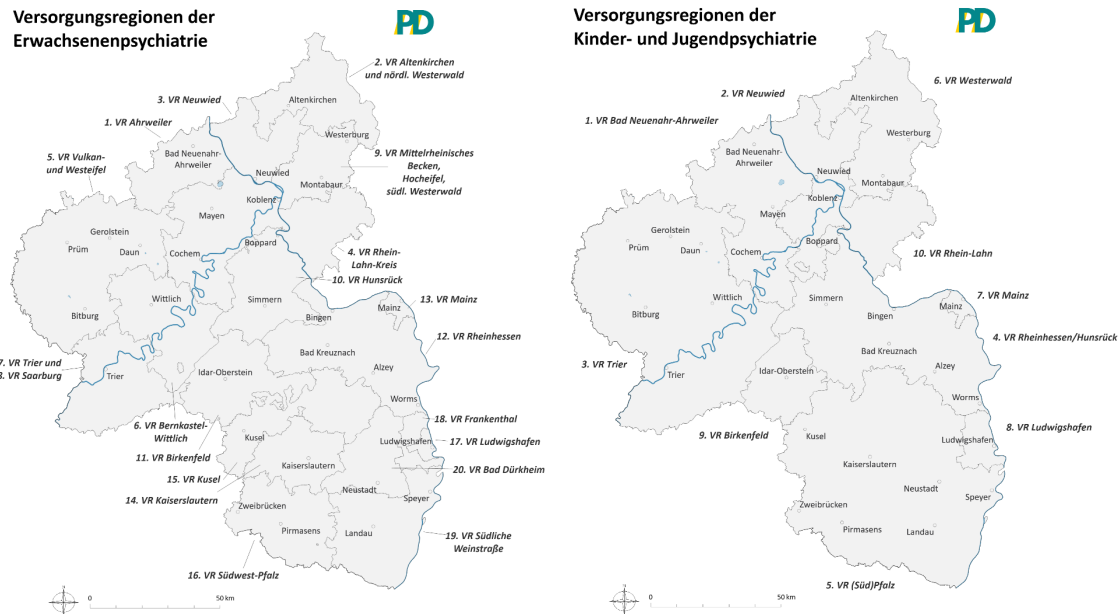 Versorgungsregionen der
Erwachsenenpsychiatrie
PD
2. VR Altenkirchen
und nördl. Westerwald
3. VR Neuwied
Altenkirchen
1. VR Ahrweiler
Westerburg
5. VR Vulkan-
und Westeifel
Bad Neuenahr-
Ahrweiler
9. VR Mittelrheinisches
Becken,
Hocheifel,
südl. Westerwald
Neuwied
Montabaur
Koblenz
Mayen
Gerolstein
Prüm
Daun
Cochem
Boppard
4. VR Rhein-
Lahn-Kreis
10. VR Hunsrück
Wittlich
Simmern
13. VR Mainz
Mainz
Bitburg
Bingen
12. VR Rheinhessen
Bad Kreuznach
7. VR Trier und
8. VR Saarburg
Trier
Idar-Oberstein
Alzey
Worms
6. VR Bernkastel-
Wittlich
18. VR Frankenthal
Kusel
Ludwigshafen
17. VR Ludwigshafen
11. VR Birkenfeld
Kaiserslautern
20. VR Bad Dürkheim
15. VR Kusel
14. VR Kaiserslautern
Neustadt
Speyer
Zweibrücken
Pirmasens
Landau
19. VR Südliche
Weinstraße
16. VR Südwest-Pfalz
N
0
50 km
Versorgungsregionen der
Kinder- und Jugendpsychiatrie
PD
6. VR Westerwald
2. VR Neuwied
Altenkirchen
1. VR Bad Neuenahr-Ahrweiler
Westerburg
Bad Neuenahr-
Ahrweiler
Neuwied
Montabaur
Koblenz
Mayen
Gerolstein
Prüm
Daun
Cochem
Boppard
10. VR Rhein-Lahn
Wittlich
Simmern
7. VR Mainz
Mainz
Bitburg
Bingen
4. VR Rheinhessen/Hunsrück
Bad Kreuznach
3. VR Trier
Trier
Idar-Oberstein
Alzey
Worms
9. VR Birkenfeld
8. VR Ludwigshafen
Kusel
Ludwigshafen
Kaiserslautern
Neustadt
Speyer
Zweibrücken
Pirmasens
Landau
5. VR (Süd)Pfalz
N
0
50 km